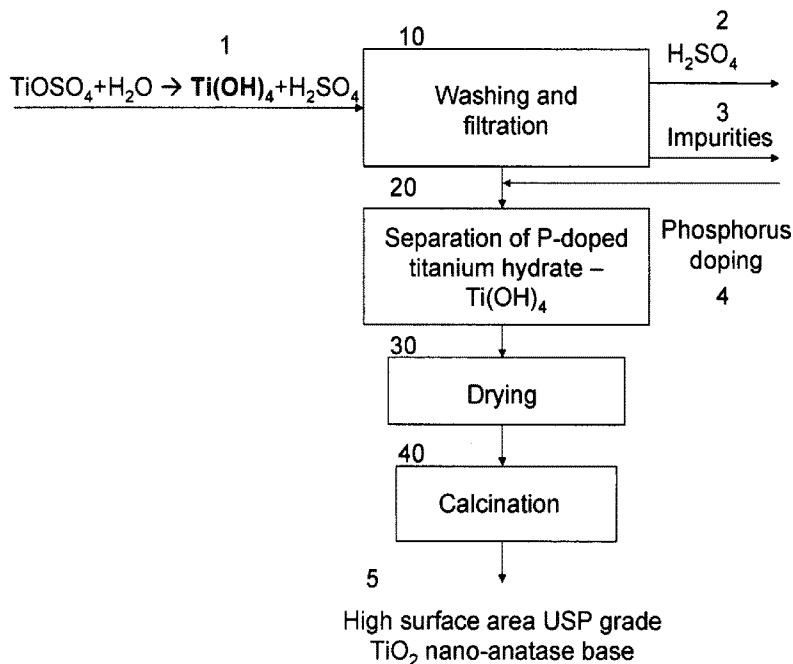 1
TiOSO₄+H₂O → Ti(OH)₄+H₂SO₄
10
Washing and
filtration
2
H₂SO₄
3
Impurities
20
Separation of P-doped
titanium hydrate –
Ti(OH)₄
Phosphorus
doping
4
30
Drying
40
Calcination
5
High surface area USP grade
TiO₂ nano-anatase base